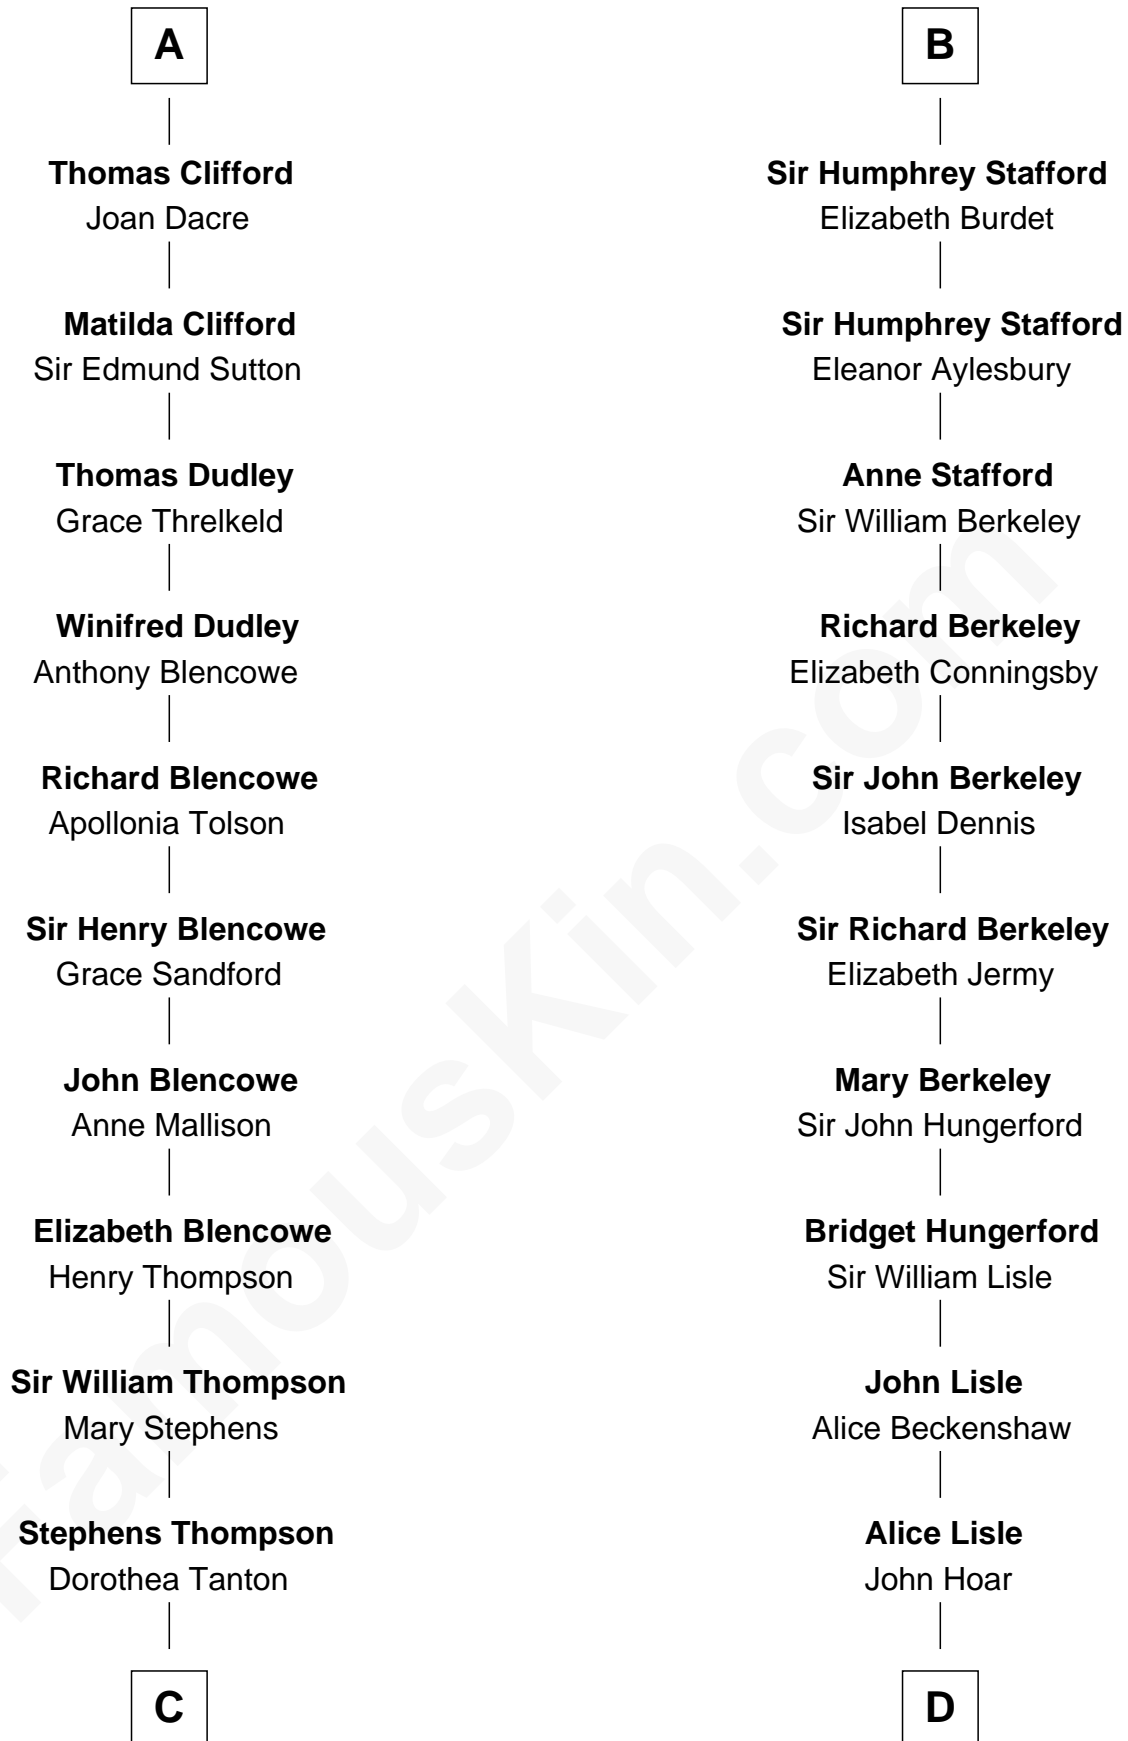 A
Thomas Clifford
Joan Dacre
Matilda Clifford
Sir Edmund Sutton
Thomas Dudley
Grace Threlkeld
Winifred Dudley
Anthony Blencowe
Richard Blencowe
Apollonia Tolson
Sir Henry Blencowe
Grace Sandford
John Blencowe
Anne Mallison
Elizabeth Blencowe
Henry Thompson
Sir William Thompson
Mary Stephens
Stephens Thompson
Dorothea Tanton
C
B
Sir Humphrey Stafford
Elizabeth Burdet
Sir Humphrey Stafford
Eleanor Aylesbury
Anne Stafford
Sir William Berkeley
Richard Berkeley
Elizabeth Conningsby
Sir John Berkeley
Isabel Dennis
Sir Richard Berkeley
Elizabeth Jermy
Mary Berkeley
Sir John Hungerford
Bridget Hungerford
Sir William Lisle
John Lisle
Alice Beckenshaw
Alice Lisle
John Hoar
D
FamousKin.com